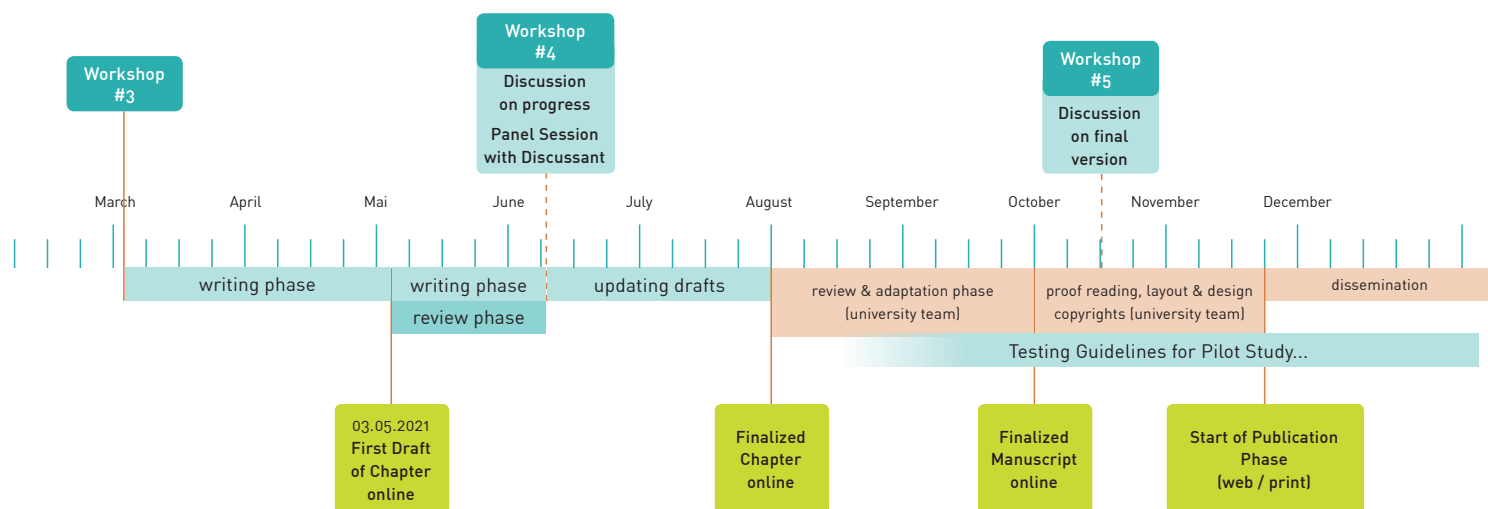 Workshop
#3
Workshop
#4
Discussion
on progress
Panel Session
with Discussant
Workshop
#5
Discussion
on final
version
March
April
Mai
June
July
August
September
October
November
December
writing phase
writing phase
review phase
updating drafts
review & adaptation phase
(university team)
proof reading, layout & design
copyrights (university team)
dissemination
Testing Guidelines for Pilot Study...
03.05.2021
First Draft
of Chapter
online
Finalized
Chapter
online
Finalized
Manuscript
online
Start of Publication
Phase
(web / print)